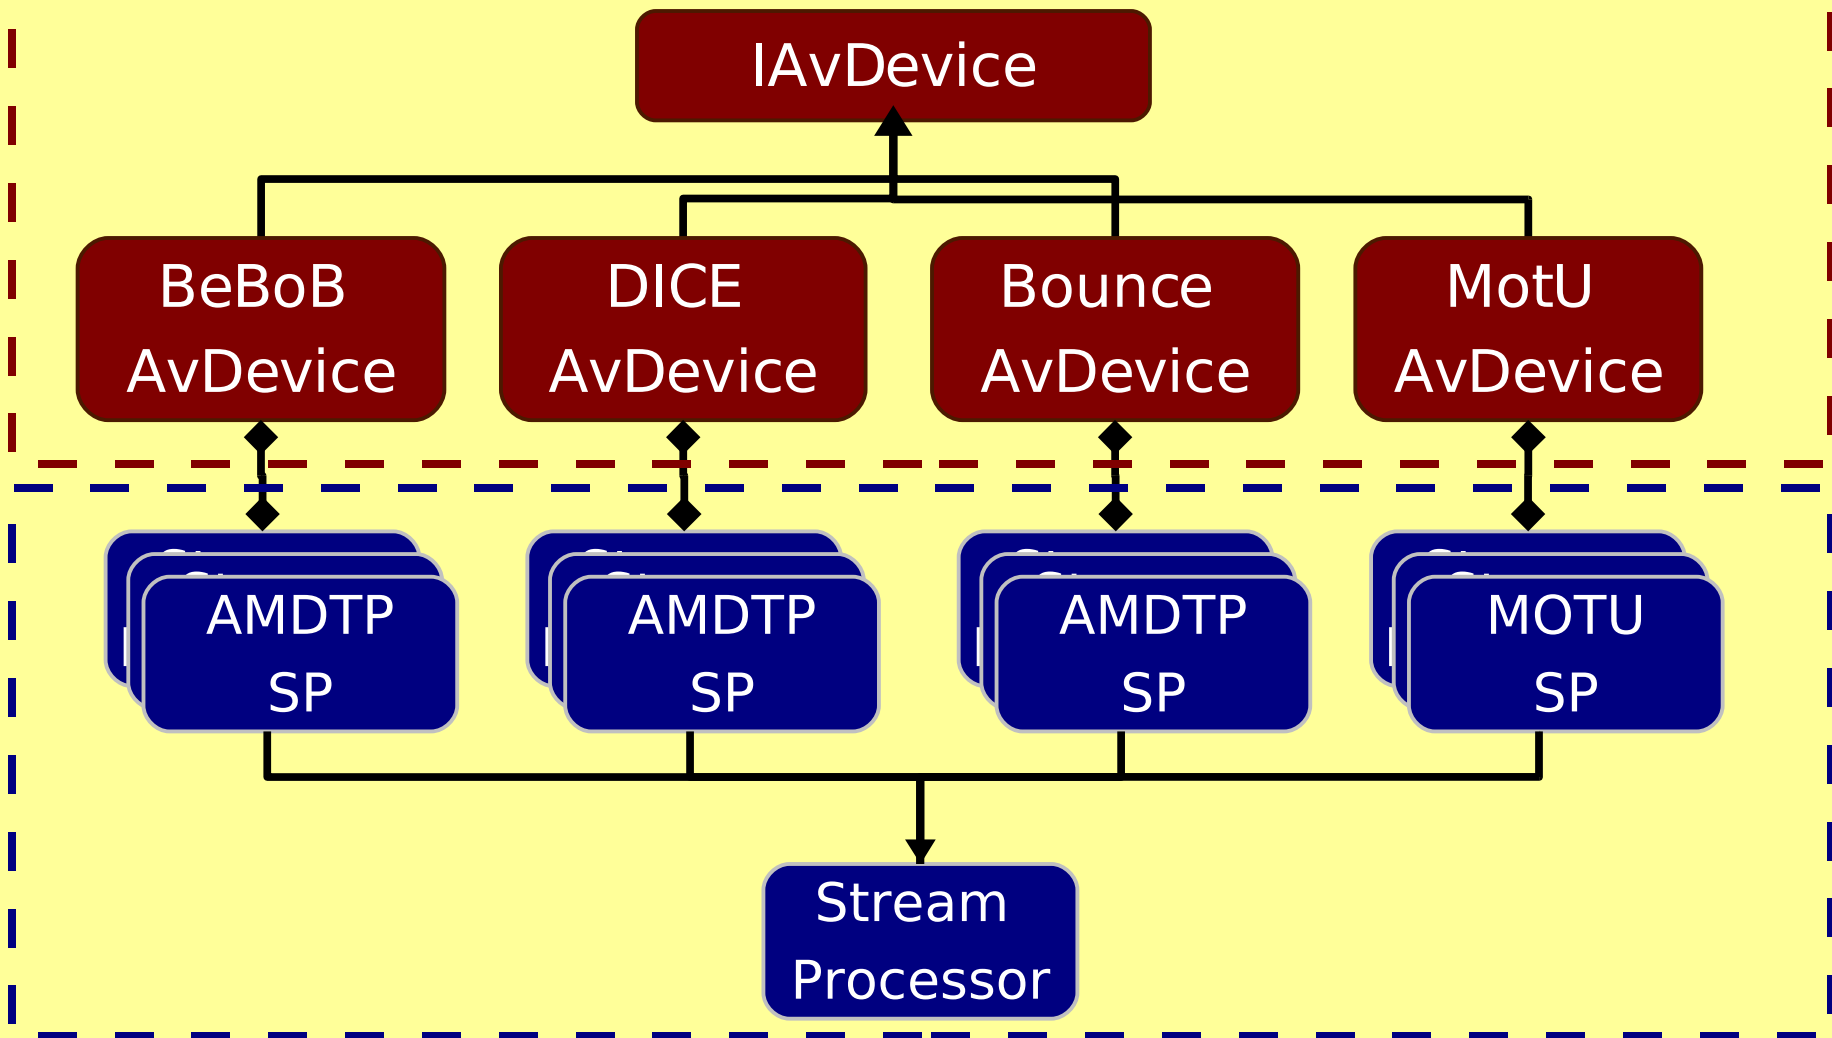 IAvDevice
BeBoB
AvDevice
DICE
AvDevice
Bounce
AvDevice
MotU
AvDevice
AMDTP
SP
AMDTP
SP
AMDTP
SP
MOTU
SP
Stream
Processor